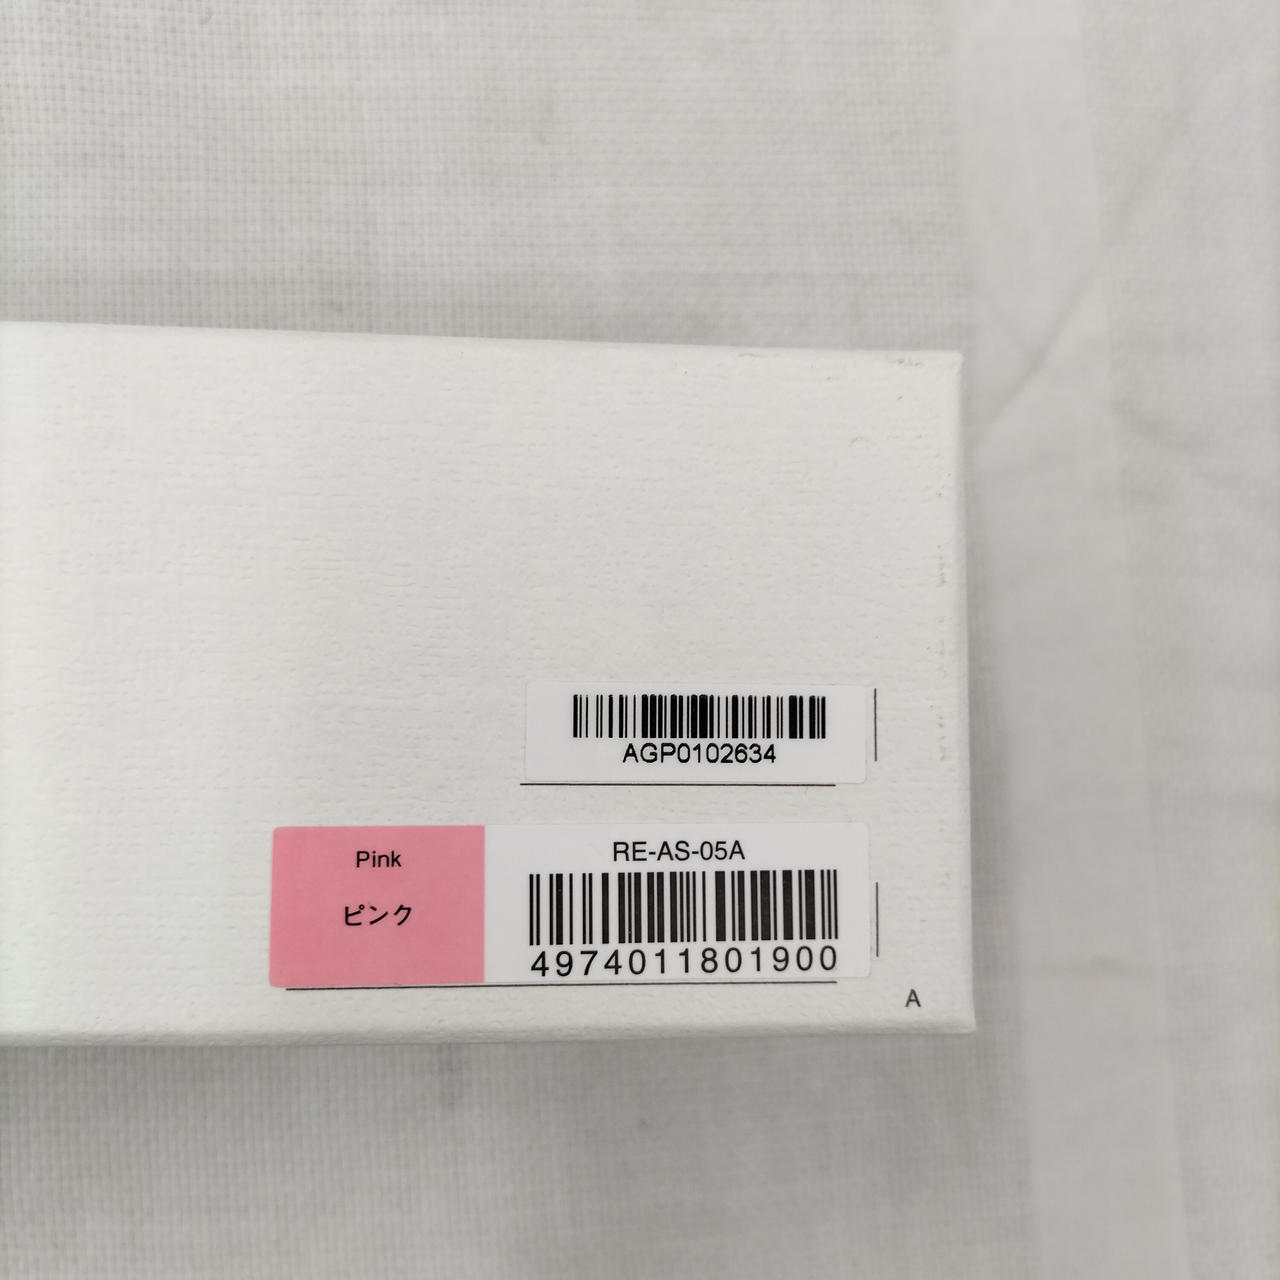 AGP0102634
Pink
ピンク
RE-AS-05A
4974011801900
A